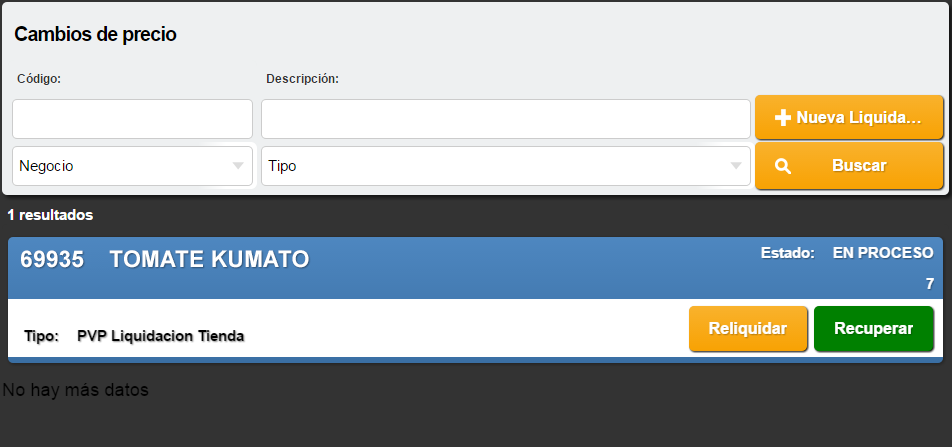 Cambios de precio
Código: Descripción:
Nueva Liquida...
Negocio Tipo Buscar
1 resultados
69935 TOMATE KUMATO Estado: EN PROCESO
7
Tipo: PVP Liquidacion Tienda Reliquidar Recuperar
No hay más datos